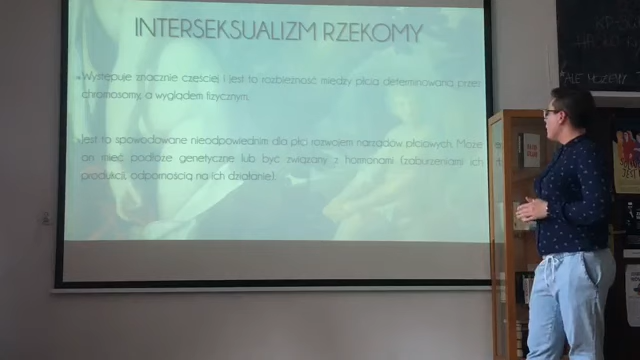 INTERSEKSUALIZM RZEKOMY
Występuje znacznie częściej i jest to rozbieżność między płcią determinowaną przez
chromosomy, a wyglądem fizycznym.
Jest to spowodowane nieodpowiednim dla płci rozwojem narządów płciowych. Może
on mieć podłoże genetyczne lub być związany z hormonami (zaburzeniami ich
produkcji, odpornością na ich działanie).
ALE MOŻEMY